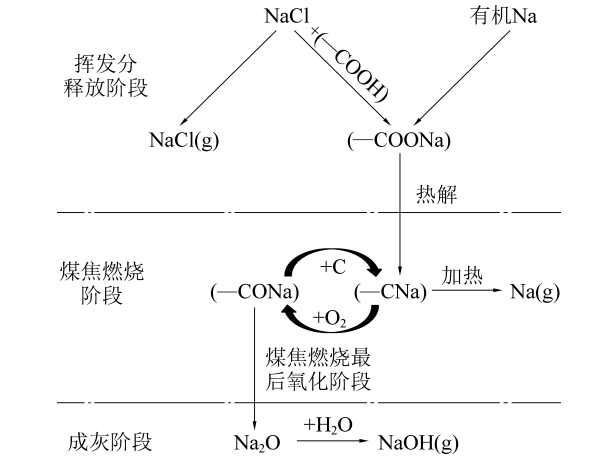 NaCl
有机Na
+(—COOH)
挥发分
释放阶段
NaCl(g)
(—COONa)
热解
煤焦燃烧
阶段
+C
(—CONa)
(—CNa)
加热
Na(g)
+O₂
煤焦燃烧最
后氧化阶段
成灰阶段
Na₂O
+H₂O
NaOH(g)